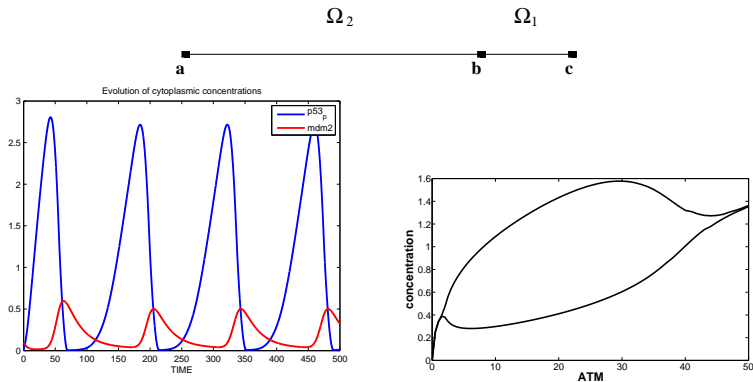 Ω₂ Ω₁
a b c
Evolution of cytoplasmic concentrations
p53ₚ
mdm2
3
2.5
2
1.5
1
0.5
0
0 50 100 150 200 250 300 350 400 450 500
TIME
1.6
1.4
1.2
1
0.8
0.6
0.4
0.2
0
0 10 20 30 40 50
concentration
ATM